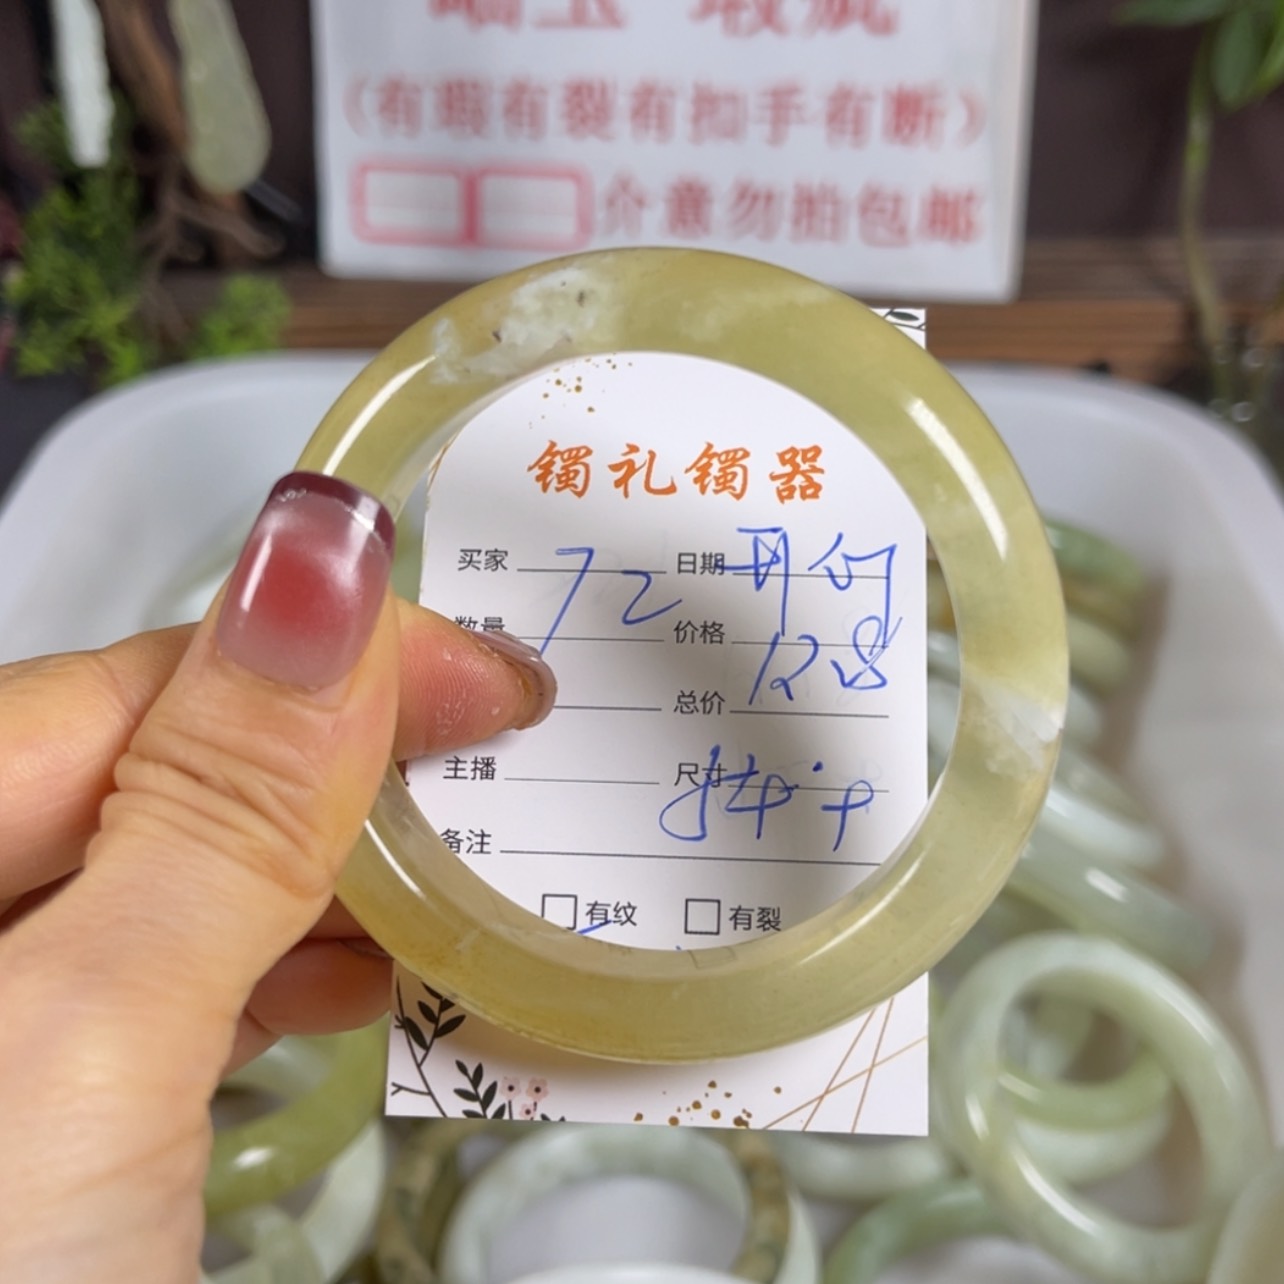 （有瑕有裂有扣手有断）
介意勿拍包邮
镯礼镯器
买家 72 日期
数量 价格 128
总价
主播 尺寸
备注
有纹 有裂